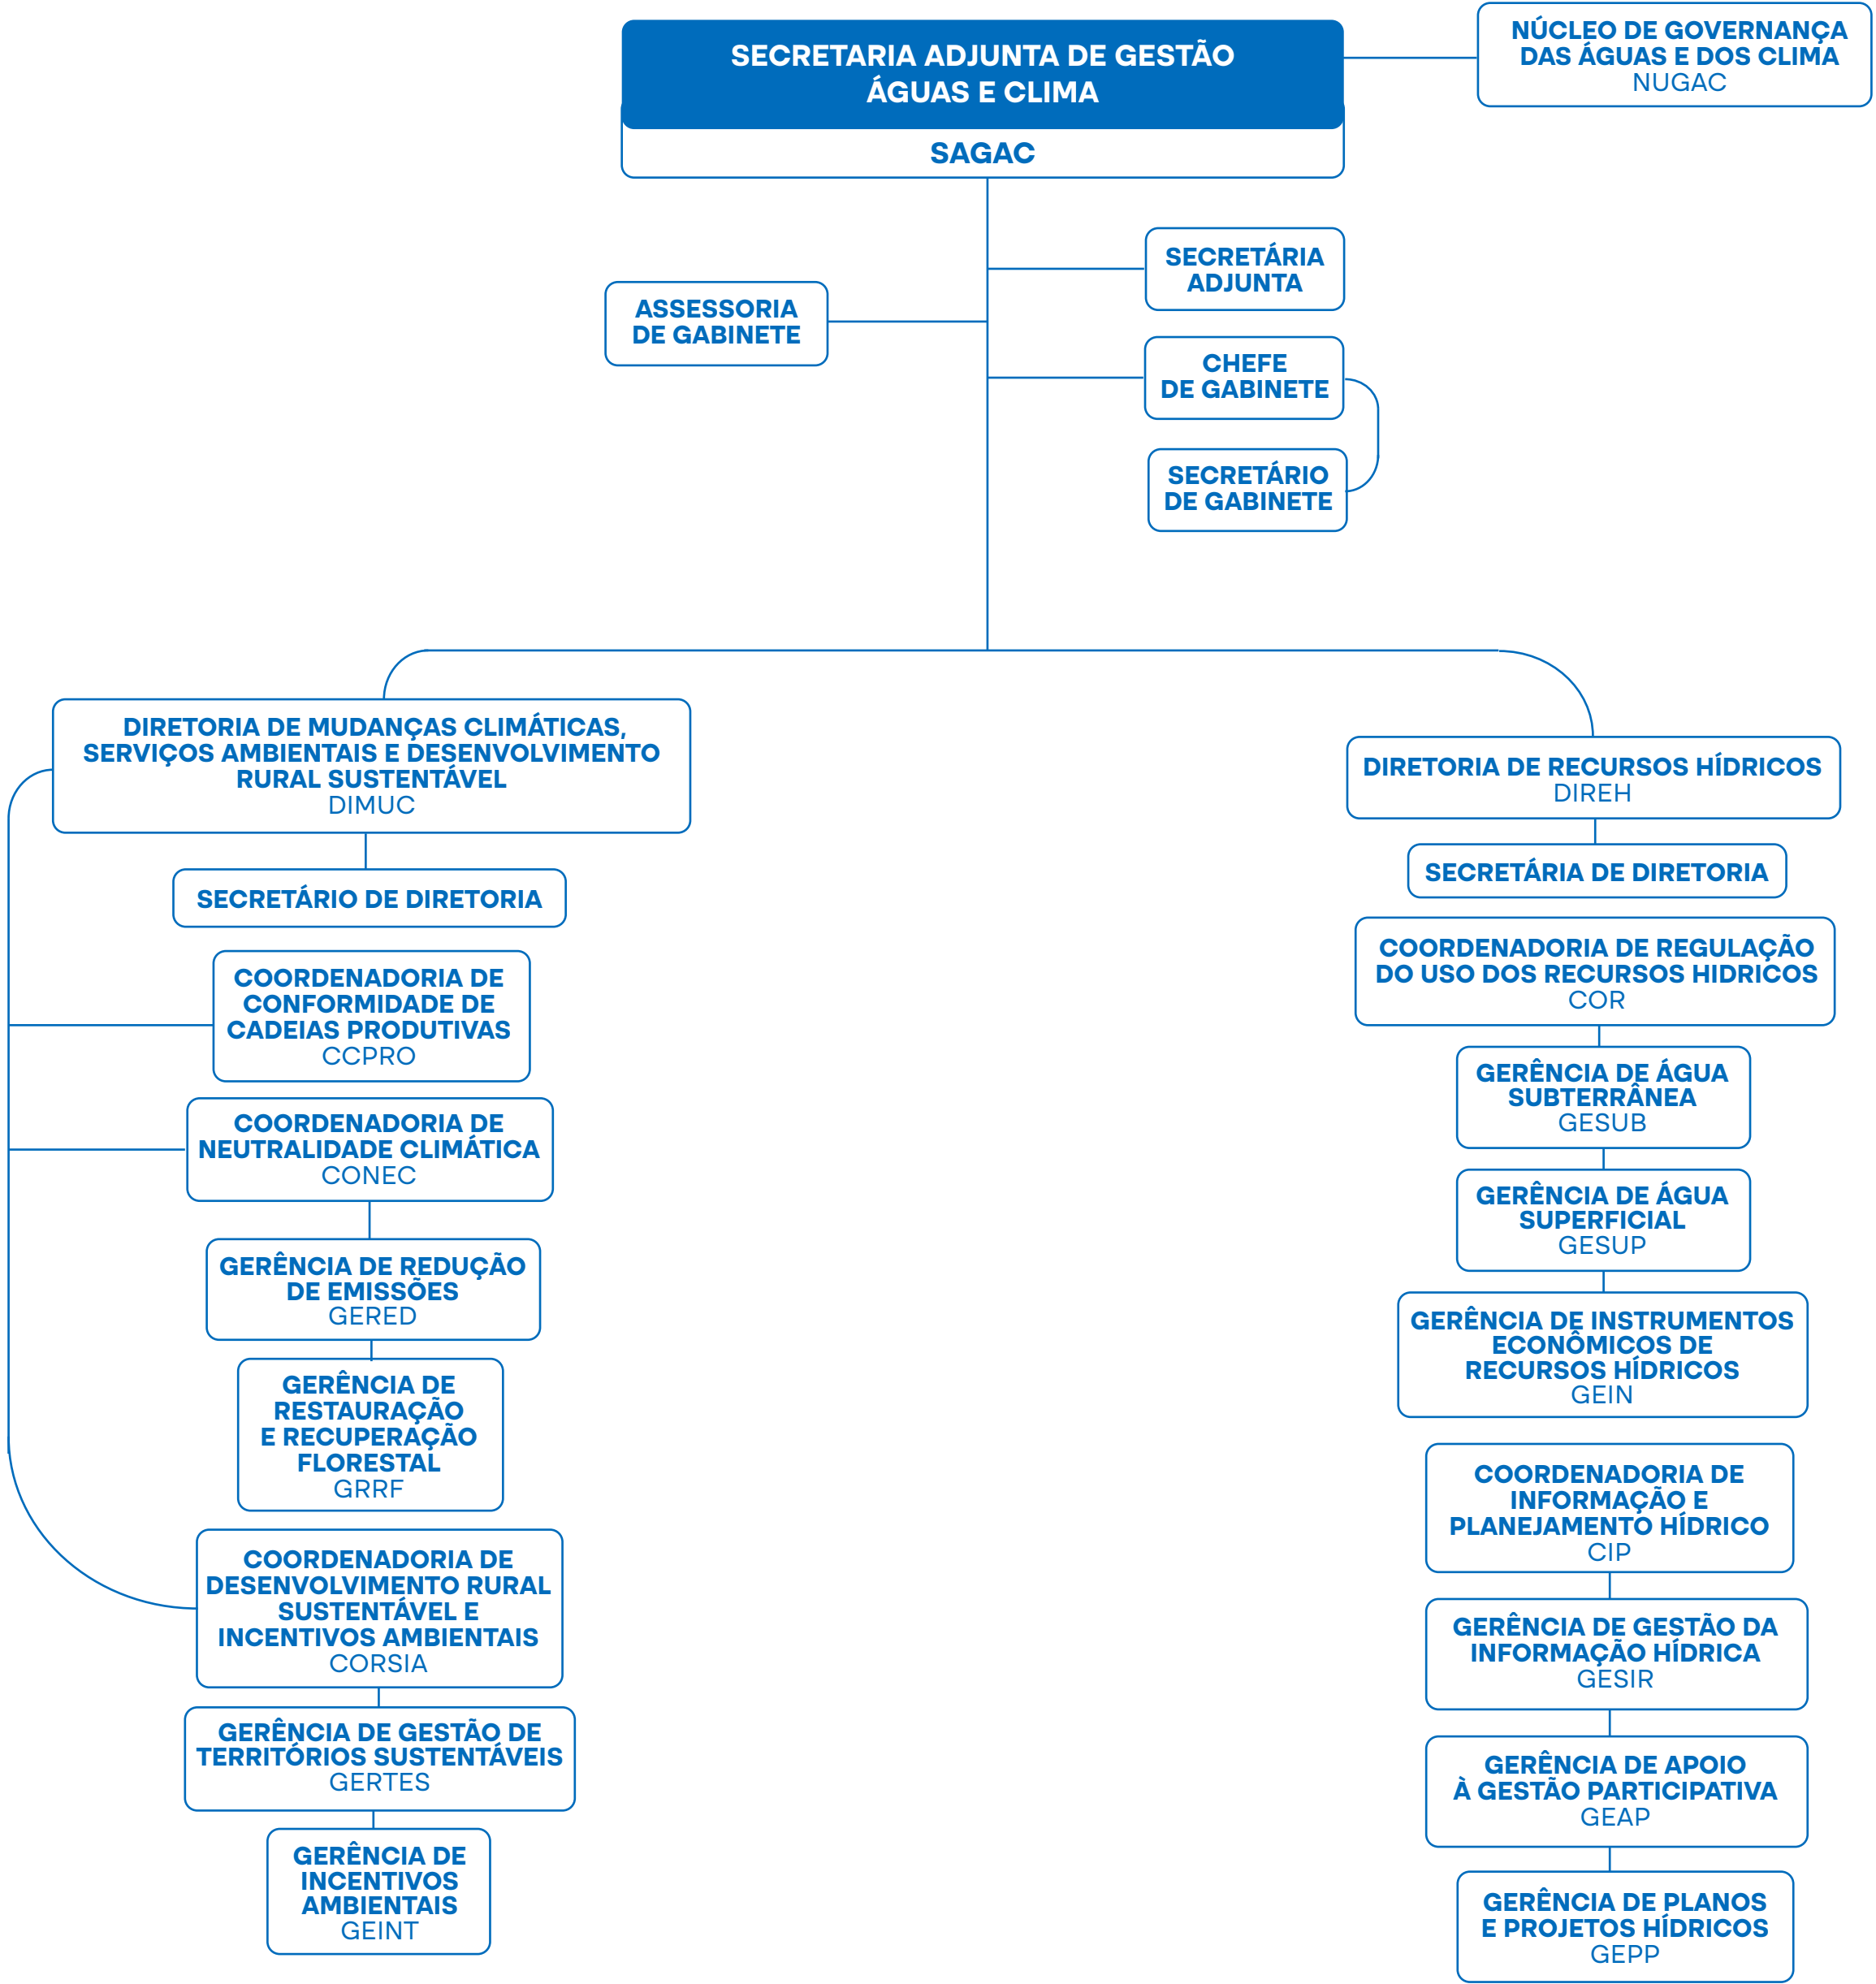 SECRETARIA ADJUNTA DE GESTÃO
ÁGUAS E CLIMA
SAGAC
NÚCLEO DE GOVERNANÇA
DAS ÁGUAS E DOS CLIMA
NUGAC
SECRETÁRIA
ADJUNTA
ASSESSORIA
DE GABINETE
CHEFE
DE GABINETE
SECRETÁRIO
DE GABINETE
DIRETORIA DE MUDANÇAS CLIMÁTICAS,
SERVIÇOS AMBIENTAIS E DESENVOLVIMENTO
RURAL SUSTENTÁVEL
DIMUC
SECRETÁRIO DE DIRETORIA
COORDENADORIA DE
CONFORMIDADE DE
CADEIAS PRODUTIVAS
CCPRO
COORDENADORIA DE
NEUTRALIDADE CLIMÁTICA
CONEC
GERÊNCIA DE REDUÇÃO
DE EMISSÕES
GERED
GERÊNCIA DE
RESTAURAÇÃO
E RECUPERAÇÃO
FLORESTAL
GRRF
COORDENADORIA DE
DESENVOLVIMENTO RURAL
SUSTENTÁVEL E
INCENTIVOS AMBIENTAIS
CORSIA
GERÊNCIA DE GESTÃO DE
TERRITÓRIOS SUSTENTÁVEIS
GERTES
GERÊNCIA DE
INCENTIVOS
AMBIENTAIS
GEINT
DIRETORIA DE RECURSOS HÍDRICOS
DIREH
SECRETÁRIA DE DIRETORIA
COORDENADORIA DE REGULAÇÃO
DO USO DOS RECURSOS HIDRICOS
COR
GERÊNCIA DE ÁGUA
SUBTERRÂNEA
GESUB
GERÊNCIA DE ÁGUA
SUPERFICIAL
GESUP
GERÊNCIA DE INSTRUMENTOS
ECONÔMICOS DE
RECURSOS HÍDRICOS
GEIN
COORDENADORIA DE
INFORMAÇÃO E
PLANEJAMENTO HÍDRICO
CIP
GERÊNCIA DE GESTÃO DA
INFORMAÇÃO HÍDRICA
GESIR
GERÊNCIA DE APOIO
À GESTÃO PARTICIPATIVA
GEAP
GERÊNCIA DE PLANOS
E PROJETOS HÍDRICOS
GEPP